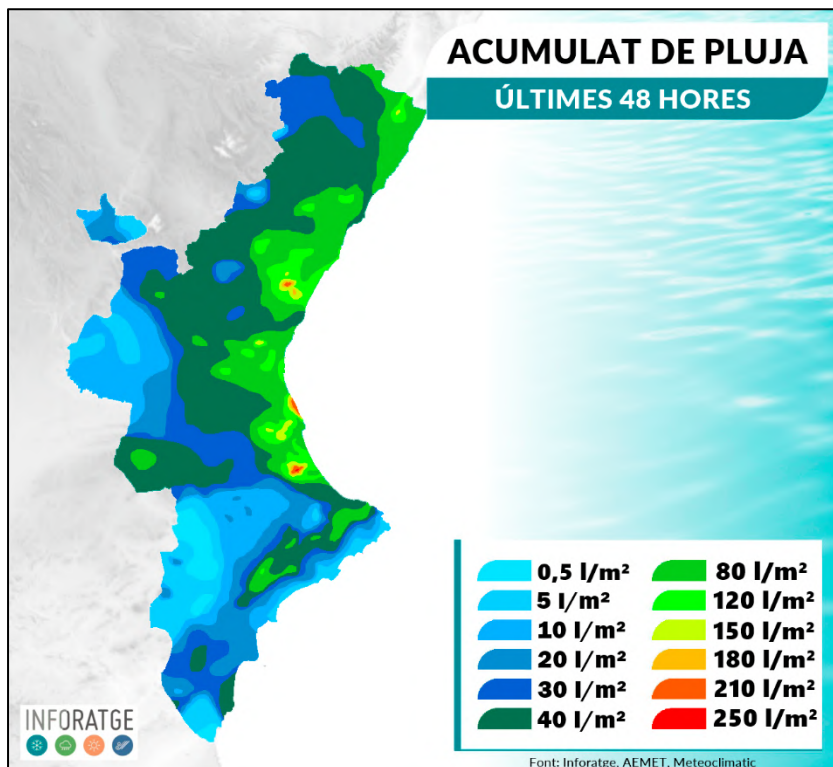 ACUMULAT DE PLUJA
ÚLTIMES 48 HORES
0,5 l/m²
5 l/m²
10 l/m²
20 l/m²
30 l/m²
40 l/m²
80 l/m²
120 l/m²
150 l/m²
180 l/m²
210 l/m²
250 l/m²
INFORATGE
Font: Inforatge, AEMET, Meteoclimatic